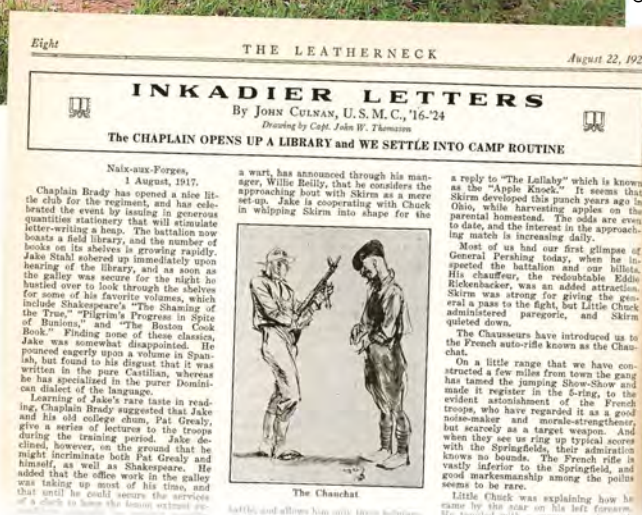 Eight
THE LEATHERNECK
August 22, 192
INKADIER LETTERS
By JOHN CULNAN, U. S. M. C., '16-'24
Drawing by Capt. John W. Thomason
The CHAPLAIN OPENS UP A LIBRARY and WE SETTLE INTO CAMP ROUTINE
Naix-aux-Forges,
1 August, 1917.
Chaplain Brady has opened a nice lit-
tle club for the regiment, and has cele-
brated the event by issuing in generous
quantities stationery that will stimulate
letter-writing a heap. The battalion now
boasts a field library, and the number of
books on its shelves is growing rapidly.
Jake Stahl sobered up immediately upon
hearing of the library, and as soon as
the galley was secure for the night he
hustled over to look through the shelves
for some of his favorite volumes, which
include Shakespeare's "The Shaming of
the True," "Pilgrim's Progress in Spite
of Bunions," and "The Boston Cook
Book." Finding none of these classics,
Jake was somewhat disappointed. He
pounced eagerly upon a volume in Span-
ish, but found to his disgust that it was
written in the pure Castilian, whereas
he has specialized in the purer Domini-
can dialect of the language.
Learning of Jake's rare taste in read-
ing, Chaplain Brady suggested that Jake
and his old college chum, Pat Grealy,
give a series of lectures to the troops
during the training period. Jake de-
clined, however, on the ground that he
might incriminate both Pat Grealy and
himself, as well as Shakespeare. He
added that the office work in the galley
was taking up most of his time, and
that until he could secure the services
of a clerk to keep the lemon extract
a wart, has announced through his man-
ager, Willie Reilly, that he considers the
approaching bout with Skirm as a mere
set-up. Jake is cooperating with Chuck
in whipping Skirm into shape for the
The Chauchat
battle, and allows him only three
a reply to "The Lullaby" which is known
as the "Apple Knock." It seems that
Skirm developed this punch years ago in
Ohio, while harvesting apples on the
parental homestead. The odds are even
to date, and the interest in the approach-
ing match is increasing daily.
Most of us had our first glimpse of
General Pershing today, when he in-
spected the battalion and our billets.
His chauffeur, the redoubtable Eddie
Rickenbacker, was an added attraction.
Skirm was strong for giving the gen-
eral a pass to the fight, but Little Chuck
administered paregoric, and Skirm
quieted down.
The Chausseurs have introduced us to
the French auto-rifle known as the Chau-
chat.
On a little range that we have con-
structed a few miles from town the gang
has tamed the jumping Show-Show and
made it register in the 5-ring, to the
evident astonishment of the French
troops, who have regarded it as a good
noise-maker and morale-strengthener,
but scarcely as a target weapon. And
when they see us ring up typical scores
with the Springfields, their admiration
knows no bounds. The French rifle is
vastly inferior to the Springfield, and
good markmanship among the poilus
seems to be rare.
Little Chuck was explaining how he
came by the scar on his left forearm.